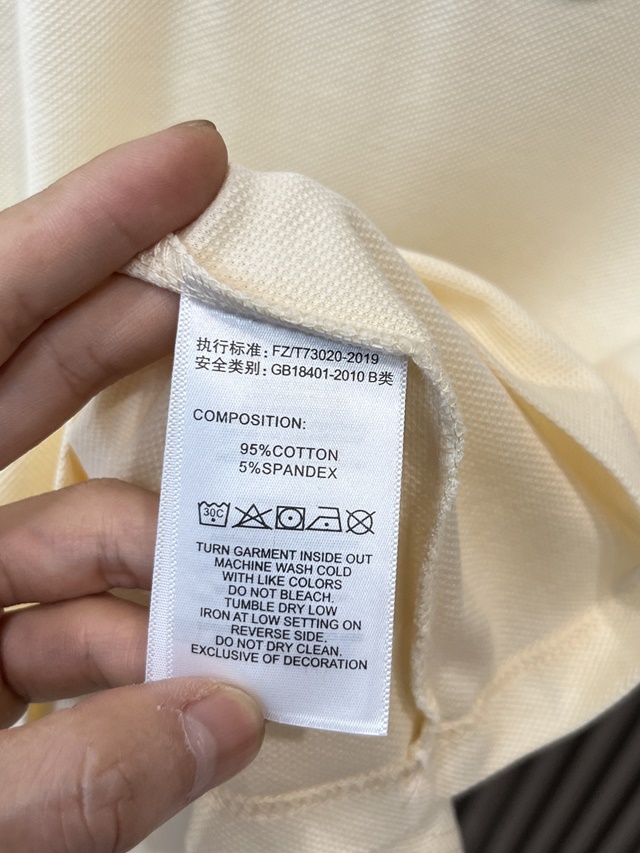 执行标准: FZ/T73020-2019
安全类别: GB18401-2010 B类
COMPOSITION:
95%COTTON
5%SPANDEX
30C
TURN GARMENT INSIDE OUT
MACHINE WASH COLD
WITH LIKE COLORS
DO NOT BLEACH.
TUMBLE DRY LOW
IRON AT LOW SETTING ON
REVERSE SIDE.
DO NOT DRY CLEAN.
EXCLUSIVE OF DECORATION